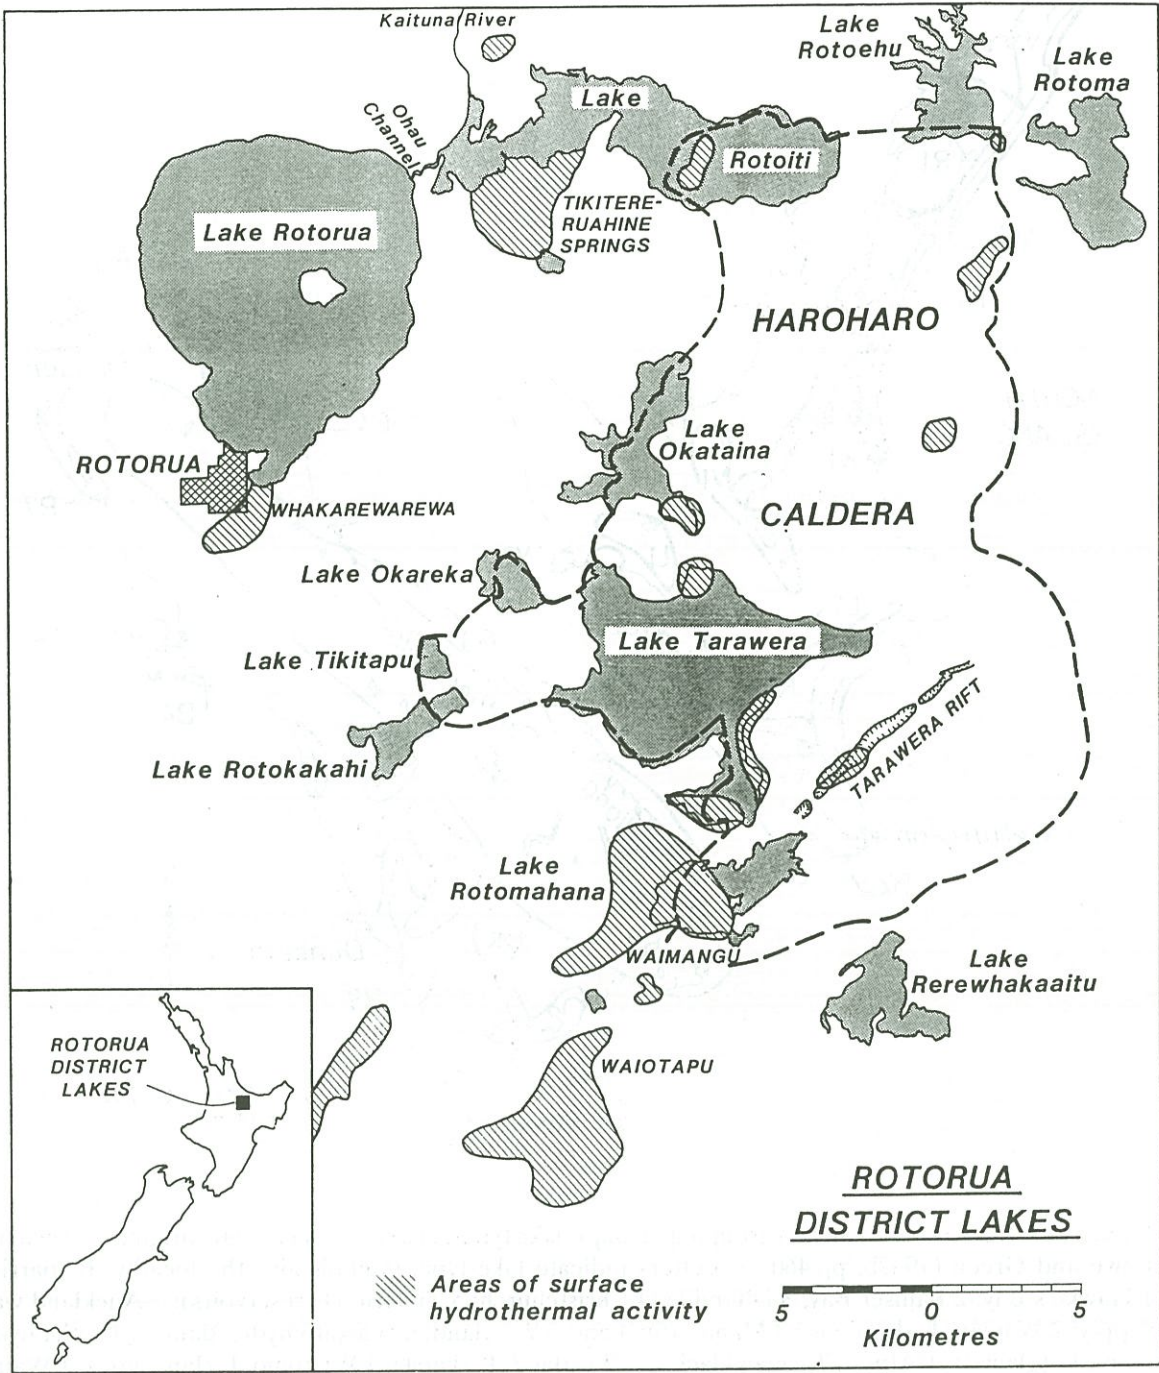 Kaituna River
Lake
Rotoehu
Lake
Rotoma
Ohau
Channel
Lake
Rotoiti
TIKITERE-
RUAHINE
SPRINGS
Lake Rotorua
HAROHARO
ROTORUA
WHAKAREWAREWA
Lake
Okataina
CALDERA
Lake Okareka
Lake Tikitapu
Lake Tarawera
Lake Rotokakahi
TARAWERA RIFT
Lake
Rotomahana
WAIMANGU
Lake
Rerewhakaaitu
WAIOTAPU
ROTORUA
DISTRICT
LAKES
ROTORUA
DISTRICT LAKES
Areas of surface
hydrothermal activity
5 0 5
Kilometres